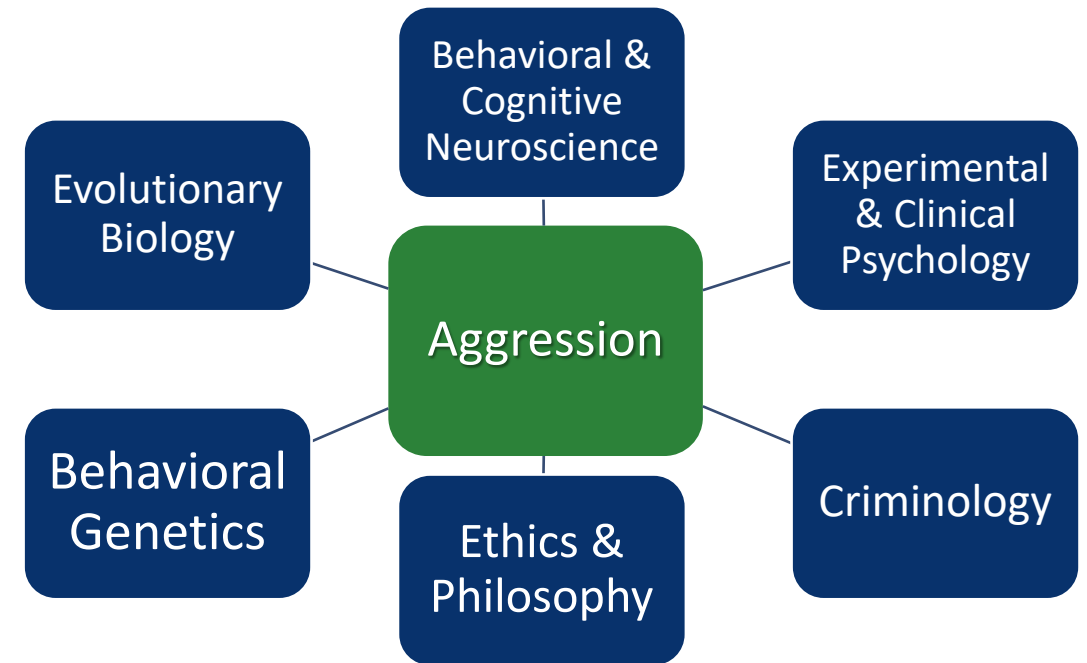 Behavioral &
Cognitive
Neuroscience
Evolutionary
Biology
Experimental
& Clinical
Psychology
Aggression
Behavioral
Genetics
Criminology
Ethics &
Philosophy